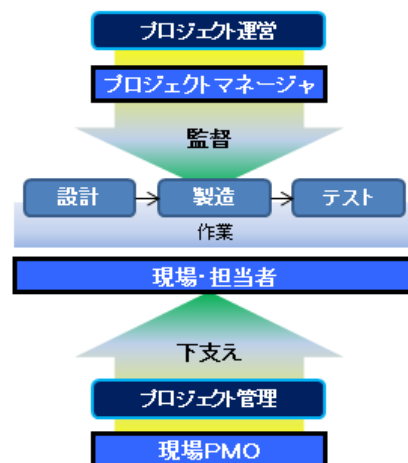 プロジェクト運営
プロジェクトマネージャ
監督
設計 製造 テスト
作業
現場・担当者
下支え
プロジェクト管理
現場PMO